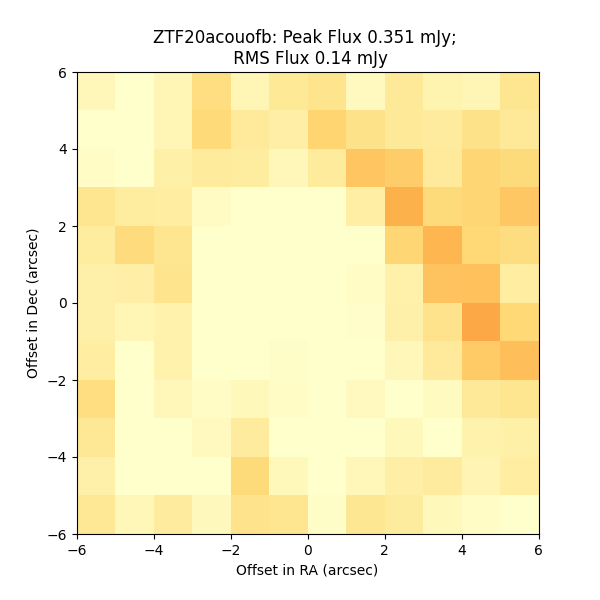 ZTF20acouofb: Peak Flux 0.351 mJy;
RMS Flux 0.14 mJy
6
4
2
0
−2
−4
−6
Offset in Dec (arcsec)
−6 −4 −2 0 2 4 6
Offset in RA (arcsec)